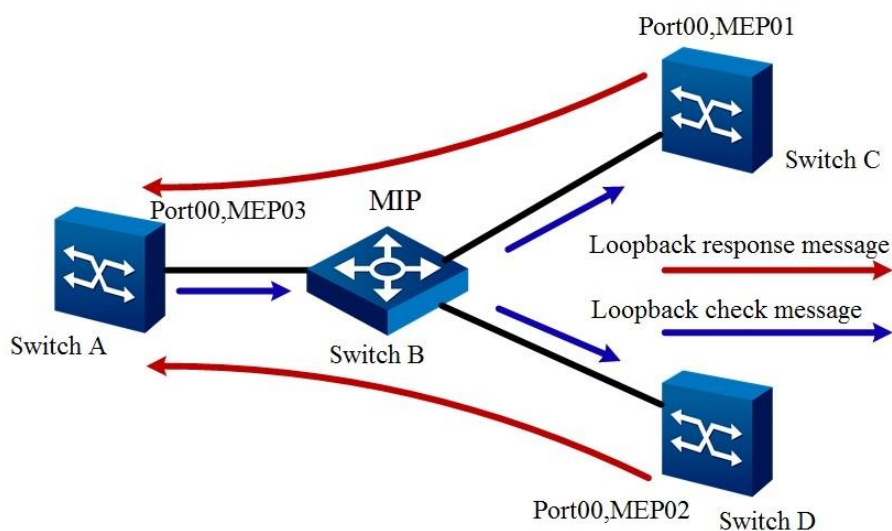 Port00,MEP01
Switch C
Port00,MEP03
MIP
Loopback response message
Loopback check message
Switch A
Switch B
Port00,MEP02
Switch D